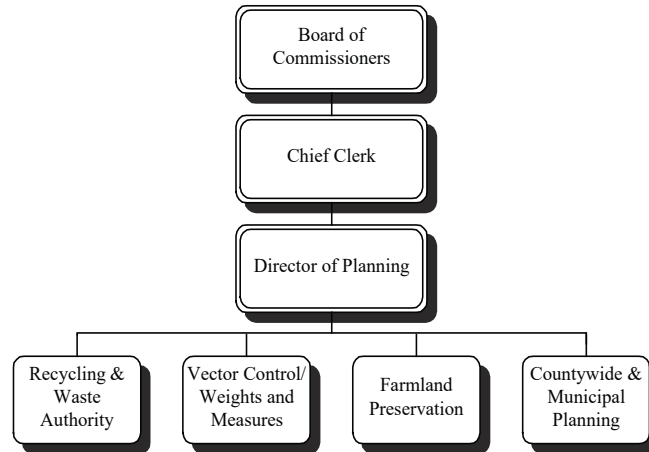 Board of
Commissioners
Chief Clerk
Director of Planning
Recycling &
Waste
Authority
Vector Control/
Weights and
Measures
Farmland
Preservation
Countywide &
Municipal
Planning